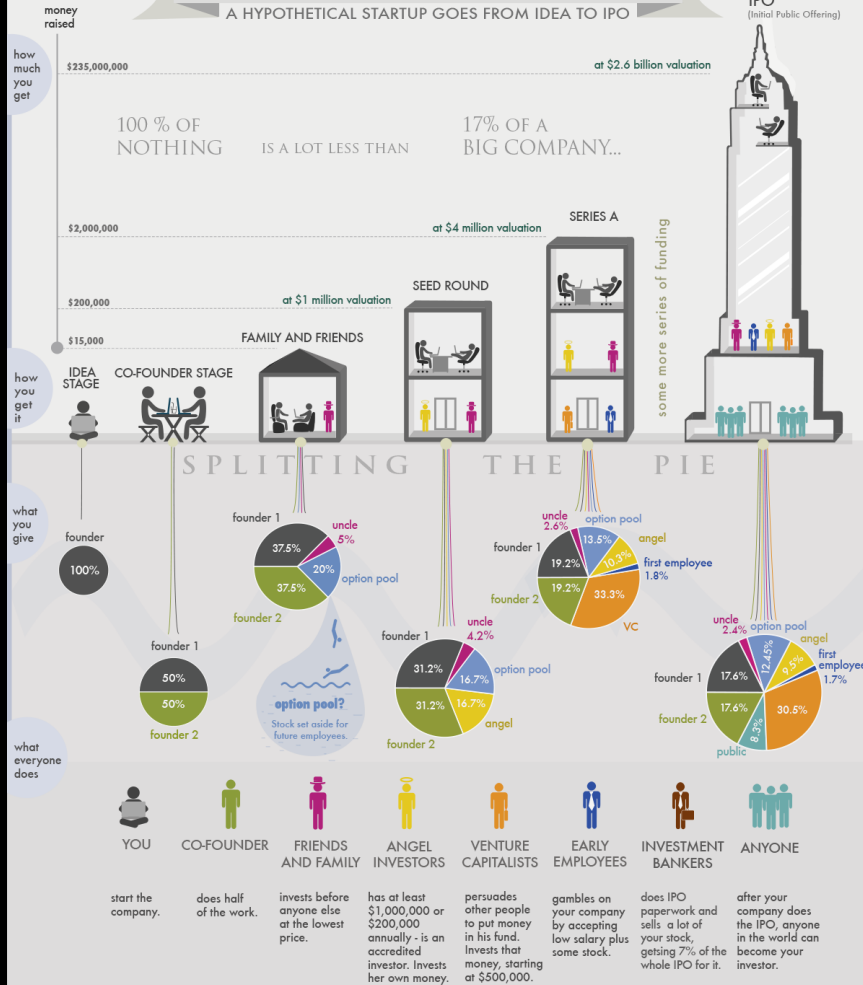 money
raised
A HYPOTHETICAL STARTUP GOES FROM IDEA TO IPO
IPO
(Initial Public Offering)
how
much
you
get
$235,000,000
at $2.6 billion valuation
100 % OF
NOTHING
IS A LOT LESS THAN
17% OF A
BIG COMPANY...
SERIES A
$2,000,000
at $4 million valuation
SEED ROUND
$200,000
at $1 million valuation
some more series of funding
$15,000
FAMILY AND FRIENDS
how
you
get
it
IDEA
STAGE
CO-FOUNDER STAGE
SPLITTING THE PIE
what
you
give
founder
100%
founder 1
50%
50%
founder 2
founder 1
uncle
5%
37.5%
20%
option pool
37.5%
founder 2
option pool?
Stock set aside for
future employees.
founder 1
uncle
4.2%
31.2%
option pool
16.7%
31.2%
16.7%
angel
founder 2
uncle
2.6%
option pool
13.5%
angel
founder 1
10.3%
19.2%
first employee
1.8%
19.2%
founder 2
33.3%
VC
uncle
2.4%
option pool
12.45%
angel
9.5%
first
employee
1.7%
founder 1
17.6%
founder 2
17.6%
30.5%
8.3%
public
what
everyone
does
YOU
start the
company.
CO-FOUNDER
does half
of the work.
FRIENDS
AND FAMILY
invests before
anyone else
at the lowest
price.
ANGEL
INVESTORS
has at least
$1,000,000 or
$200,000
annually - is an
accredited
investor. Invests
her own money.
VENTURE
CAPITALISTS
persuades
other people
to put money
in his fund.
Invests that
money, starting
at $500,000.
EARLY
EMPLOYEES
gambles on
your company
by accepting
low salary plus
some stock.
INVESTMENT
BANKERS
does IPO
paperwork and
sells a lot of
your stock,
getsing 7% of the
whole IPO for it.
ANYONE
after your
company does
the IPO, anyone
in the world can
become your
investor.